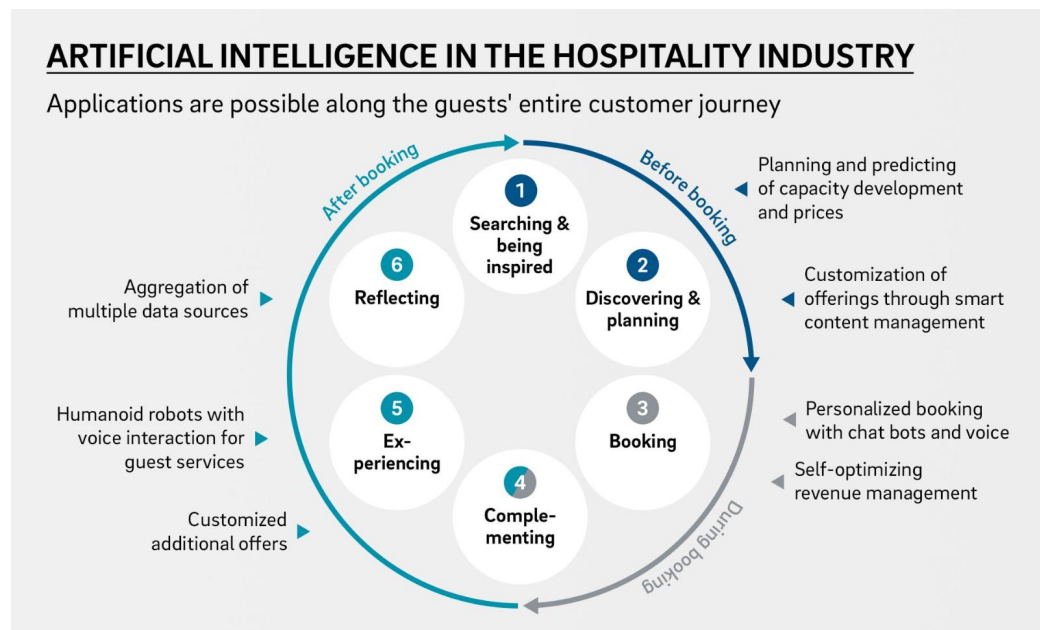 ARTIFICIAL INTELLIGENCE IN THE HOSPITALITY INDUSTRY
Applications are possible along the guests' entire customer journey
After booking
Before booking
During booking
1
Searching &
being
inspired
2
Discovering &
planning
3
Booking
4
Comple-
menting
5
Ex-
periencing
6
Reflecting
Planning and predicting
of capacity development
and prices
Customization of
offerings through smart
content management
Personalized booking
with chat bots and voice
Self-optimizing
revenue management
Customized
additional offers
Humanoid robots with
voice interaction for
guest services
Aggregation of
multiple data sources